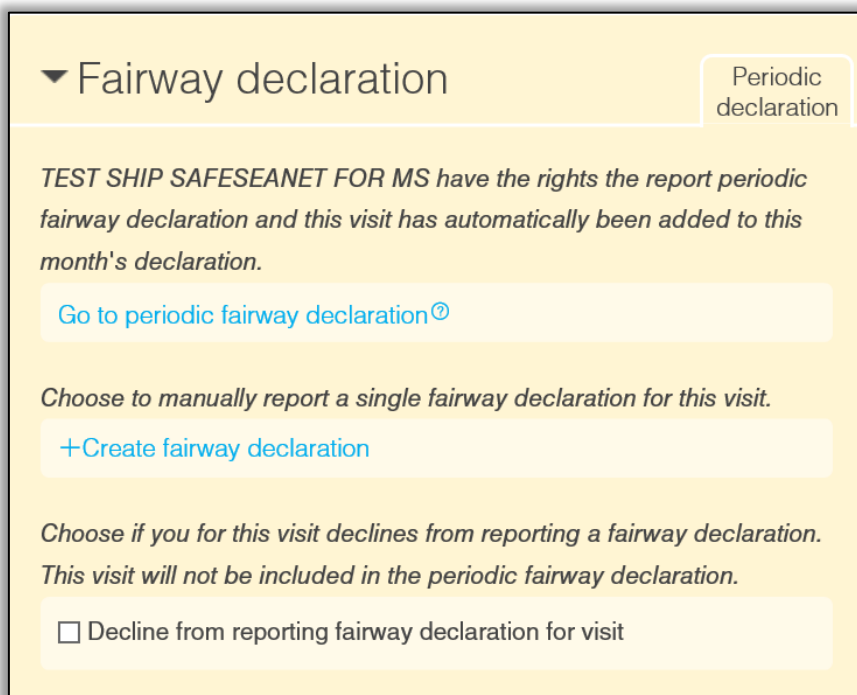 Fairway declaration
Periodic
declaration
TEST SHIP SAFESEANET FOR MS have the rights the report periodic
fairway declaration and this visit has automatically been added to this
month's declaration.
Go to periodic fairway declaration?
Choose to manually report a single fairway declaration for this visit.
+Create fairway declaration
Choose if you for this visit declines from reporting a fairway declaration.
This visit will not be included in the periodic fairway declaration.
Decline from reporting fairway declaration for visit